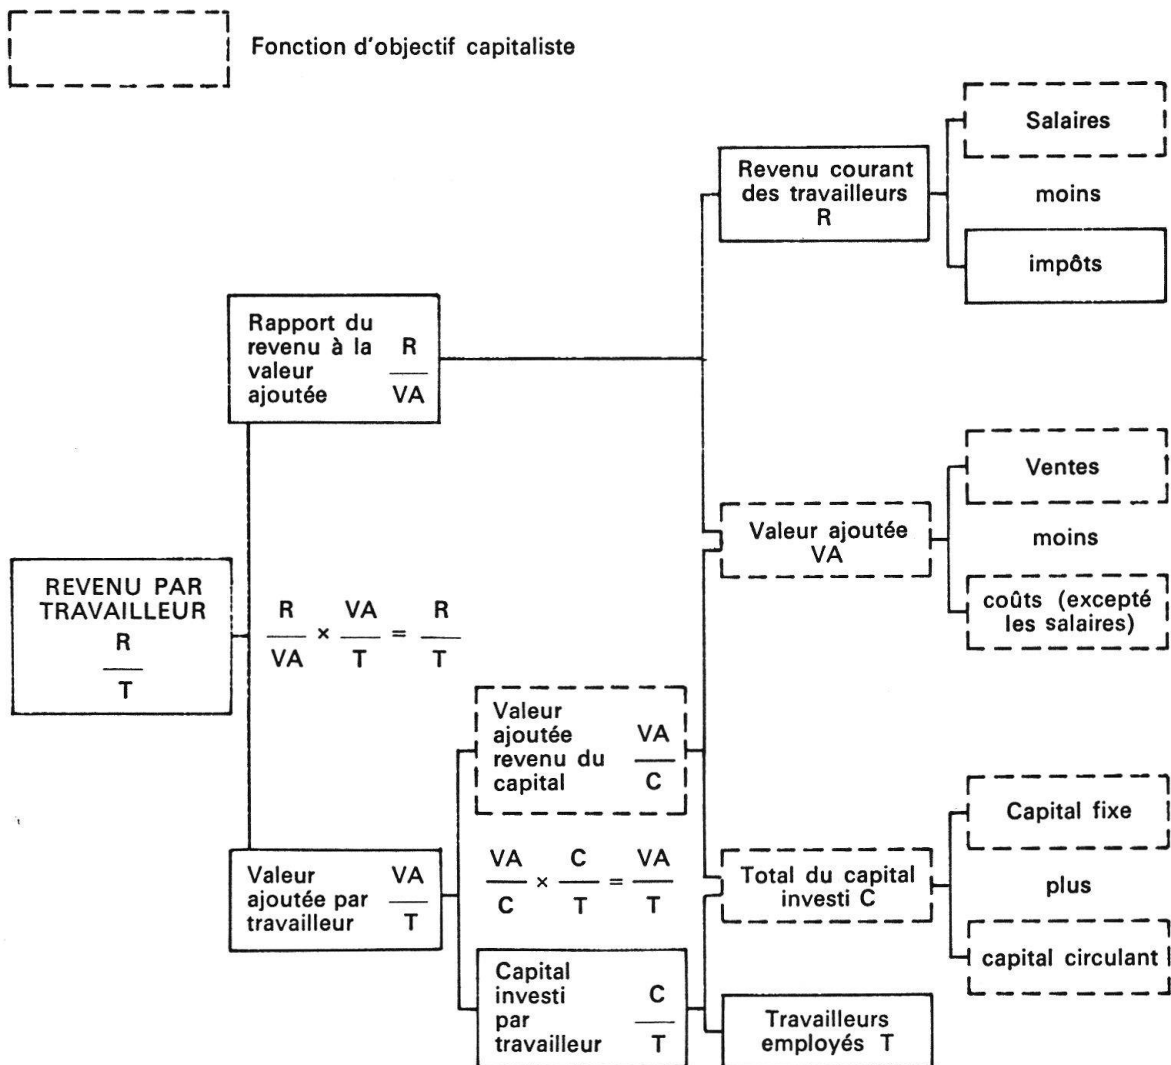 Fonction d'objectif capitaliste
Salaires
moins
impôts
Revenu courant
des travailleurs
R
Rapport du
revenu à la
valeur
ajoutée
R
VA
Ventes
moins
coûts (excepté
les salaires)
Valeur ajoutée
VA
REVENU PAR
TRAVAILLEUR
R
T
R VA R
× =
VA T T
Valeur
ajoutée
revenu du
capital
VA
C
Valeur
ajoutée par
travailleur
VA
T
VA C VA
× =
C T T
Capital
investi
par
travailleur
C
T
Total du capital
investi C
Capital fixe
plus
capital circulant
Travailleurs
employés T